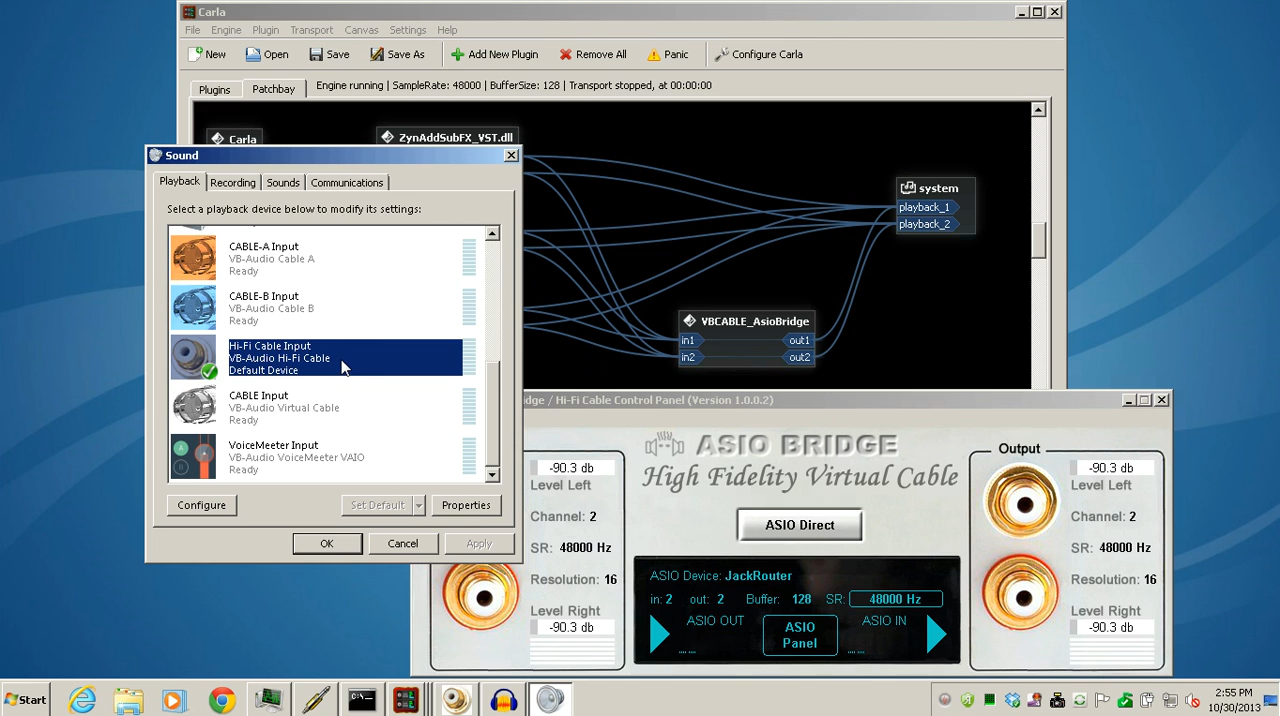 Carla
File Engine Plugin Transport Canvas Settings Help
New Open Save Save As Add New Plugin Remove All Panic Configure Carla
Plugins Patchbay Engine running | SampleRate: 48000 | BufferSize: 128 | Transport stopped, at 00:00:00
Carla
ZynAddSubFX_VST.dll
system
playback_1
playback_2
VBCABLE_AsioBridge
in1 out1
in2 out2
Sound
Playback Recording Sounds Communications
Select a playback device below to modify its settings:
CABLE-A Input
VB-Audio Cable A
Ready
CABLE-B Input
VB-Audio Cable B
Ready
Hi-Fi Cable Input
VB-Audio Hi-Fi Cable
Default Device
CABLE Input
VB-Audio Virtual Cable
Ready
VoiceMeeter Input
VB-Audio VoiceMeeter VAIO
Ready
Configure Set Default Properties
OK Cancel Apply
/ Hi-Fi Cable Control Panel (Version 1.0.0.2)
ASIO BRIDGE
High Fidelity Virtual Cable
ASIO Direct
-90.3 db
Level Left
Channel: 2
SR: 48000 Hz
Resolution: 16
Level Right
-90.3 db
ASIO Device: JackRouter
in: 2 out: 2 Buffer: 128 SR: 48000 Hz
ASIO OUT ASIO Panel ASIO IN
Output
-90.3 db
Level Left
Channel: 2
SR: 48000 Hz
Resolution: 16
Level Right
-90.3 db
Start
2:55 PM
10/30/2013